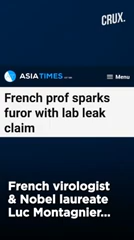 CRUX.
ASIA TIMES
Menu
French prof sparks
furor with lab leak
claim
French virologist
& Nobel laureate
Luc Montagnier...